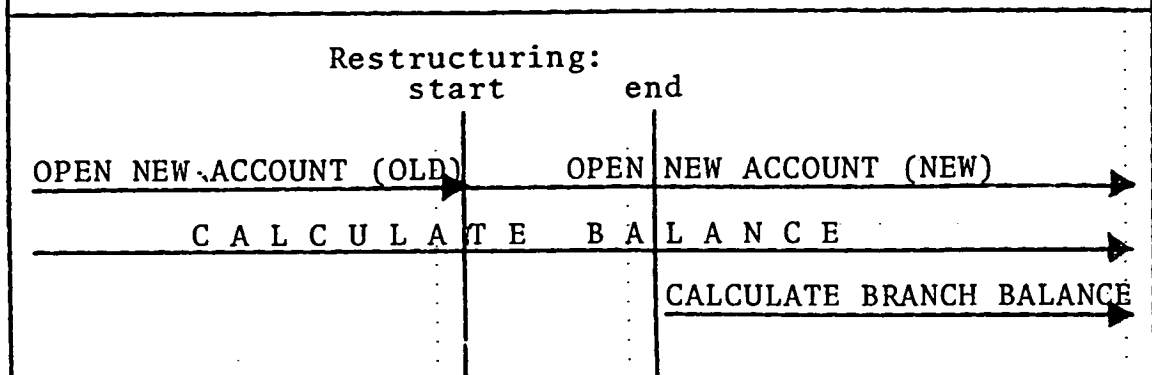 Restructuring:
start end
OPEN NEW ACCOUNT (OLD) OPEN NEW ACCOUNT (NEW)
C A L C U L A T E B A L A N C E
CALCULATE BRANCH BALANCE